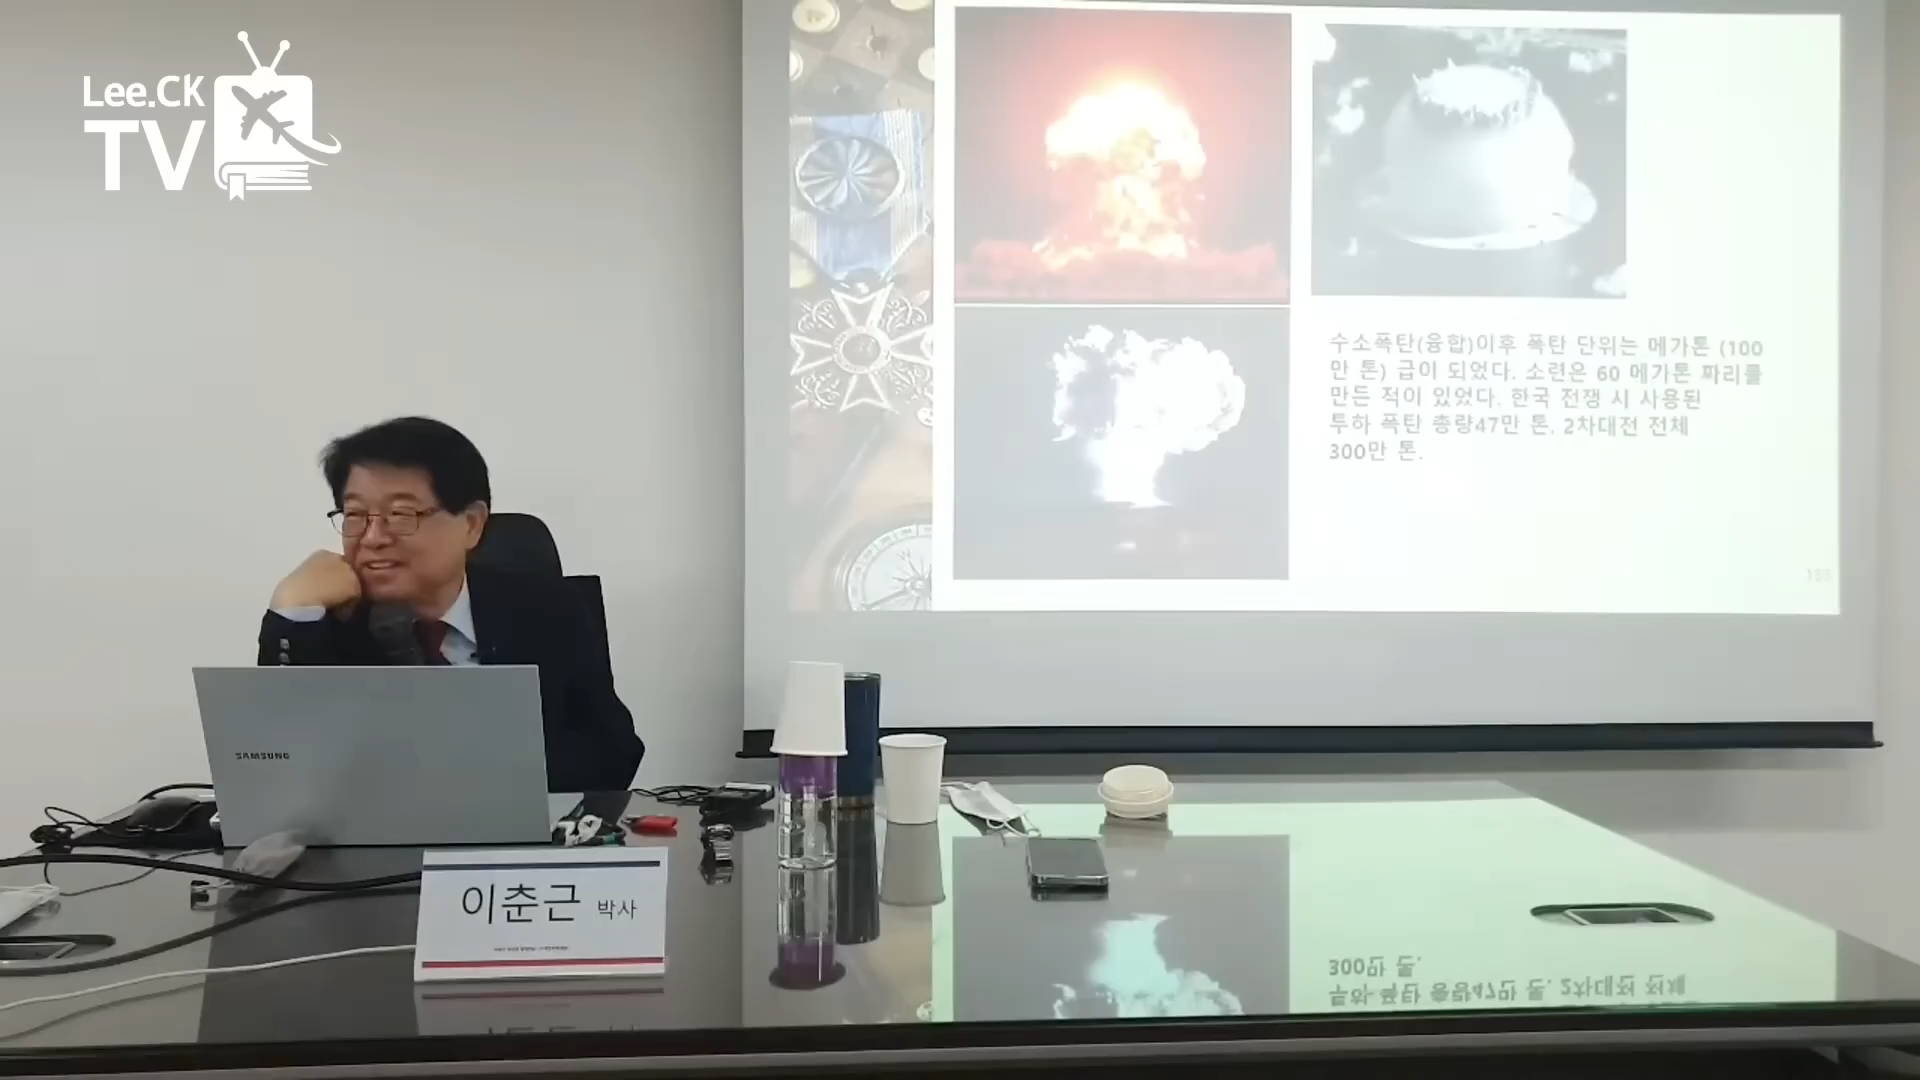 Lee.CK
TV
수소폭탄(융합)이후 폭탄 단위는 메가톤 (100
만 톤) 급이 되었다. 소련은 60 메가톤 짜리를
만든 적이 있었다. 한국 전쟁 시 사용된
투하 폭탄 총량47만 톤. 2차대전 전체
300만 톤.
SAMSUNG
이춘근 박사